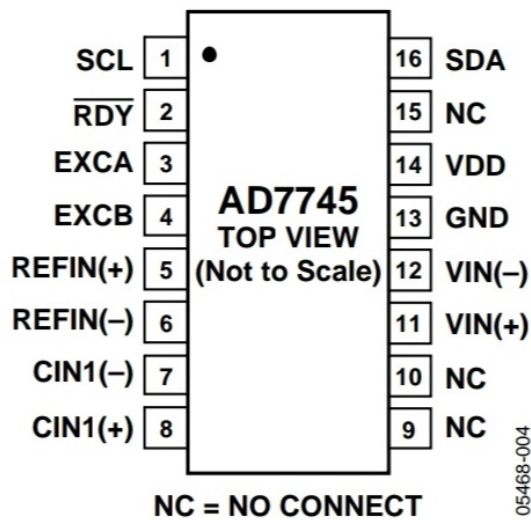 SCL 1
RDY 2
EXCA 3
EXCB 4
REFIN(+) 5
REFIN(–) 6
CIN1(–) 7
CIN1(+) 8
AD7745
TOP VIEW
(Not to Scale)
16 SDA
15 NC
14 VDD
13 GND
12 VIN(–)
11 VIN(+)
10 NC
9 NC
NC = NO CONNECT
05468-004